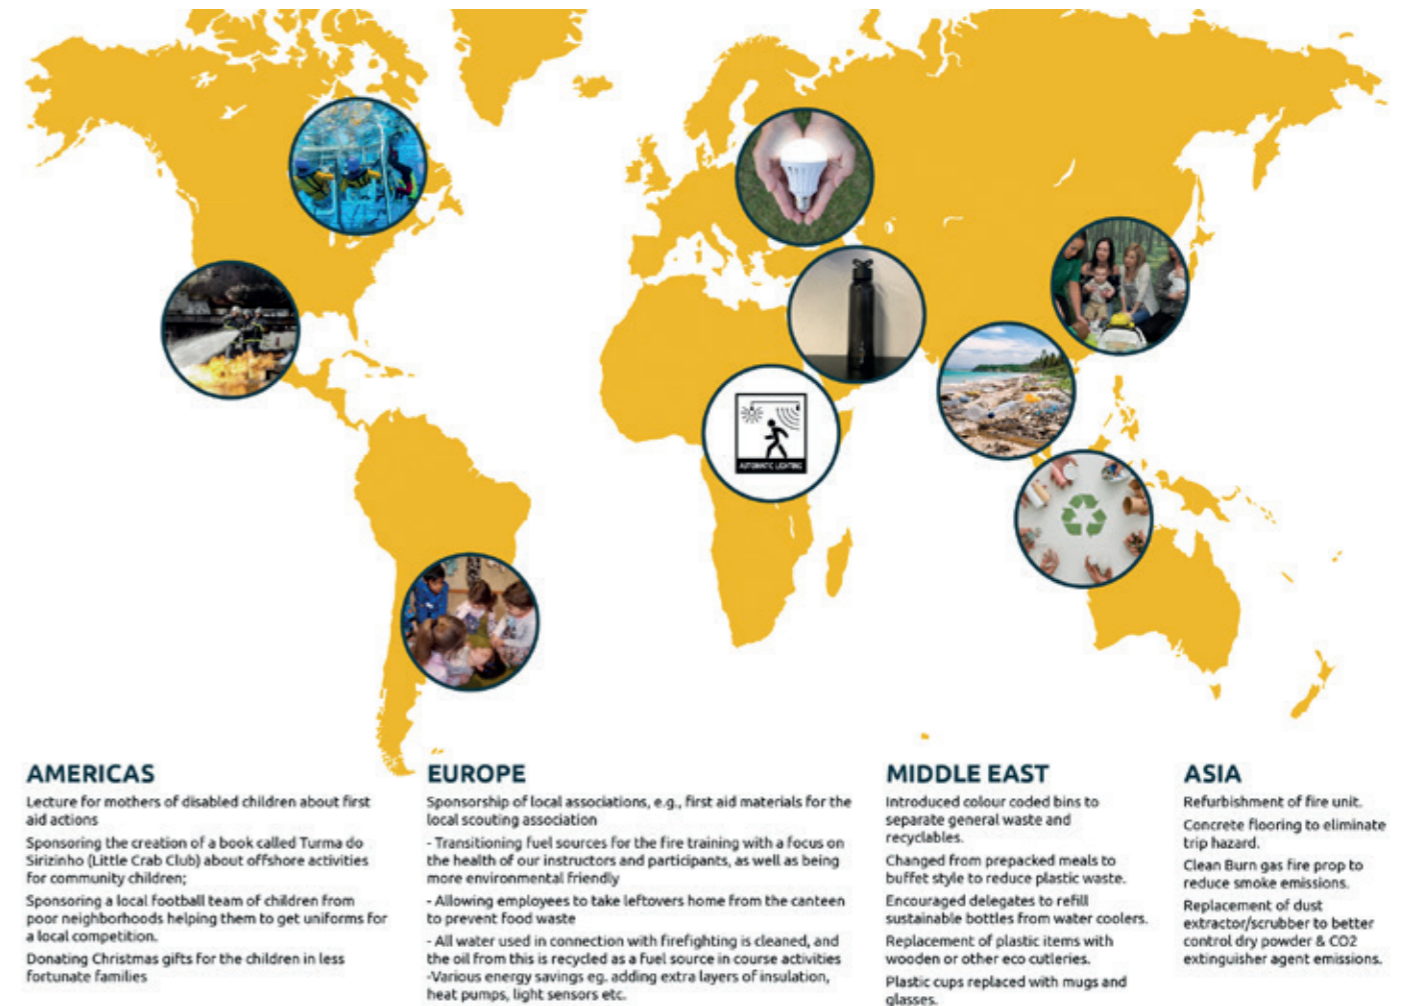 AUTOMATIC LIGHTING
AMERICAS
Lecture for mothers of disabled children about first
aid actions
Sponsoring the creation of a book called Turma do
Sirizinho (Little Crab Club) about offshore activities
for community children;
Sponsoring a local football team of children from
poor neighborhoods helping them to get uniforms for
a local competition.
Donating Christmas gifts for the children in less
fortunate families
EUROPE
Sponsorship of local associations, e.g., first aid materials for the
local scouting association
- Transitioning fuel sources for the fire training with a focus on
the health of our instructors and participants, as well as being
more environmental friendly
- Allowing employees to take leftovers home from the canteen
to prevent food waste
- All water used in connection with firefighting is cleaned, and
the oil from this is recycled as a fuel source in course activities
-Various energy savings eg. adding extra layers of insulation,
heat pumps, light sensors etc.
MIDDLE EAST
Introduced colour coded bins to
separate general waste and
recyclables.
Changed from prepacked meals to
buffet style to reduce plastic waste.
Encouraged delegates to refill
sustainable bottles from water coolers.
Replacement of plastic items with
wooden or other eco cutleries.
Plastic cups replaced with mugs and
glasses.
ASIA
Refurbishment of fire unit.
Concrete flooring to eliminate
trip hazard.
Clean Burn gas fire prop to
reduce smoke emissions.
Replacement of dust
extractor/scrubber to better
control dry powder & CO2
extinguisher agent emissions.